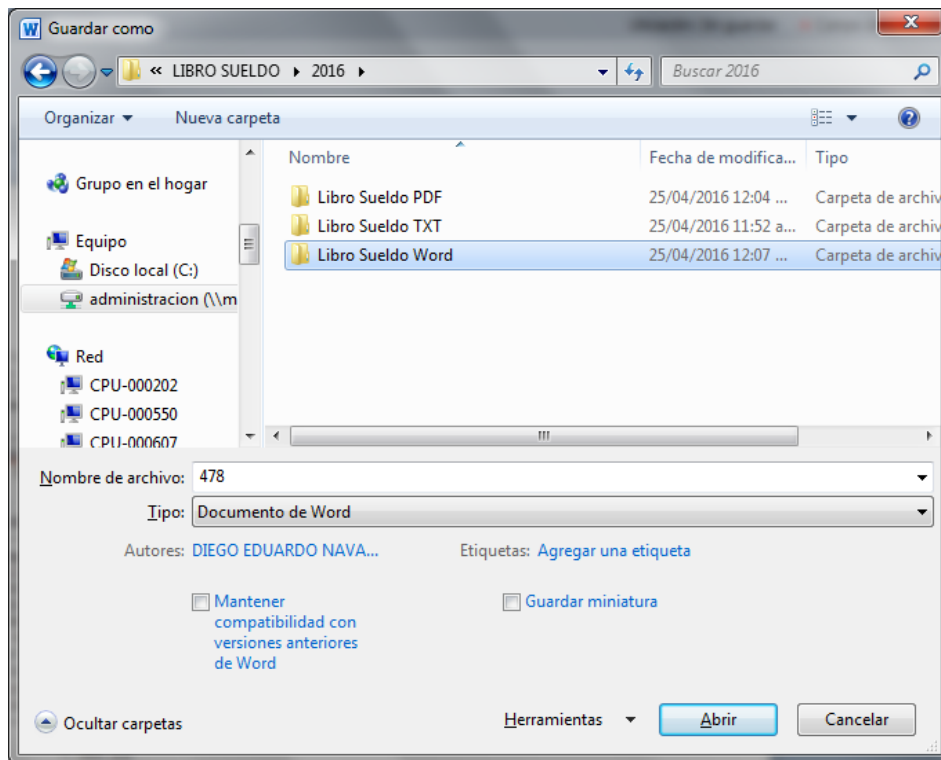 Guardar como
« LIBRO SUELDO ▸ 2016 ▸ Buscar 2016
Organizar Nueva carpeta
Nombre Fecha de modifica... Tipo
Grupo en el hogar
Libro Sueldo PDF 25/04/2016 12:04 ... Carpeta de archiv
Libro Sueldo TXT 25/04/2016 11:52 a... Carpeta de archiv
Equipo
Libro Sueldo Word 25/04/2016 12:07 ... Carpeta de archiv
Disco local (C:)
administracion (\\m
Red
CPU-000202
CPU-000550
CPU-000607
Nombre de archivo: 478
Tipo: Documento de Word
Autores: DIEGO EDUARDO NAVA... Etiquetas: Agregar una etiqueta
Mantener Guardar miniatura
compatibilidad con
versiones anteriores
de Word
Ocultar carpetas Herramientas Abrir Cancelar